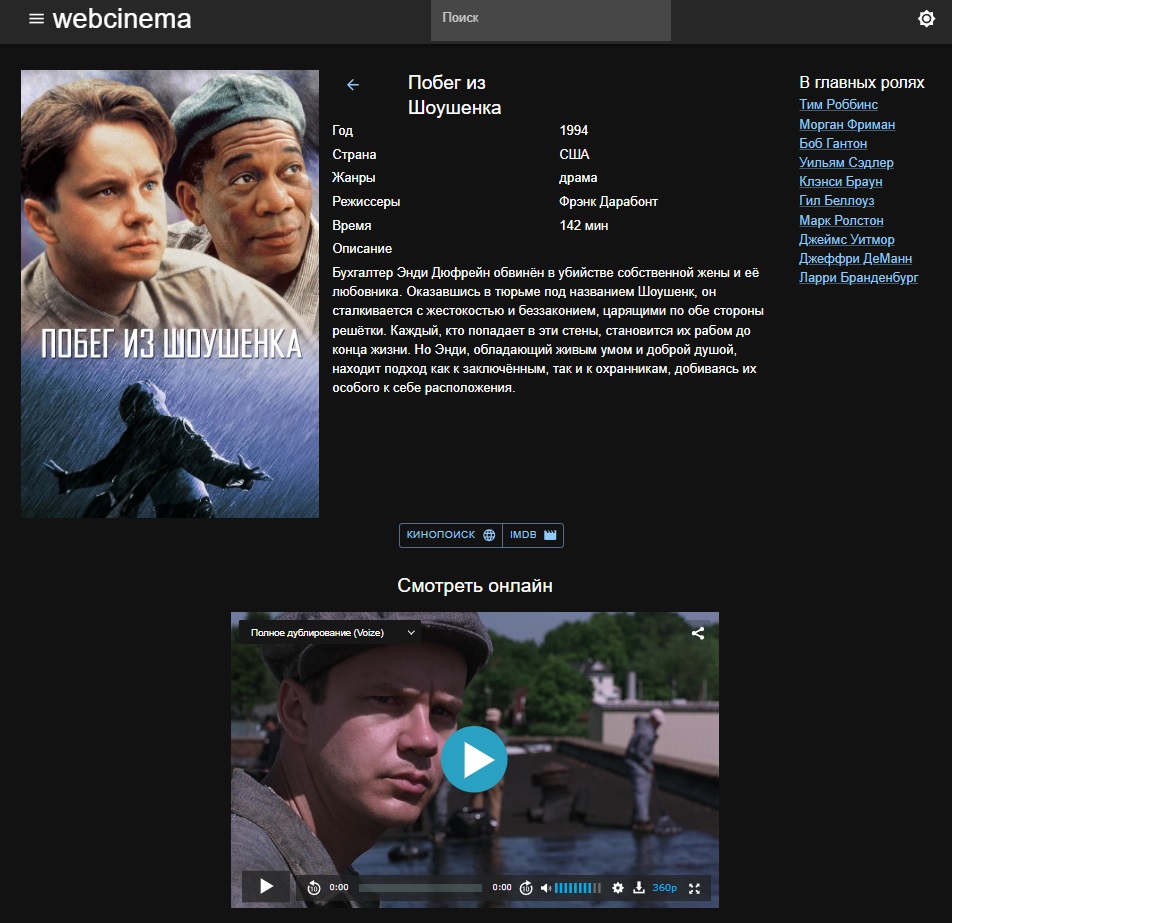 webcinema
Поиск
Побег из
Шоушенка
Год 1994
Страна США
Жанры драма
Режиссеры Фрэнк Дарабонт
Время 142 мин
Описание
Бухгалтер Энди Дюфрейн обвинён в убийстве собственной жены и её
любовника. Оказавшись в тюрьме под названием Шоушенк, он
сталкивается с жестокостью и беззаконием, царящими по обе стороны
решётки. Каждый, кто попадает в эти стены, становится их рабом до
конца жизни. Но Энди, обладающий живым умом и доброй душой,
находит подход как к заключённым, так и к охранникам, добиваясь их
особого к себе расположения.
В главных ролях
Тим Роббинс
Морган Фриман
Боб Гантон
Уильям Сэдлер
Клэнси Браун
Гил Беллоуз
Марк Ролстон
Джеймс Уитмор
Джеффри ДеМанн
Ларри Бранденбург
ПОБЕГ ИЗ ШОУШЕНКА
КИНОПОИСК IMDB
Смотреть онлайн
Полное дублирование (Voize)
10 0:00 0:00 10 360p